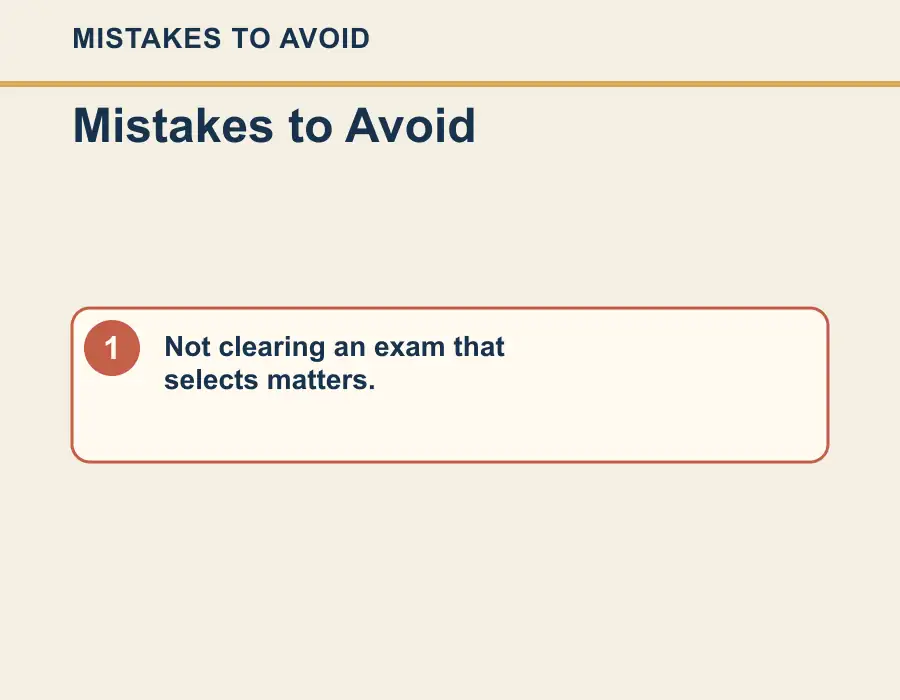 MISTAKES TO AVOID
Mistakes to Avoid
1
Not clearing an exam that
selects matters.